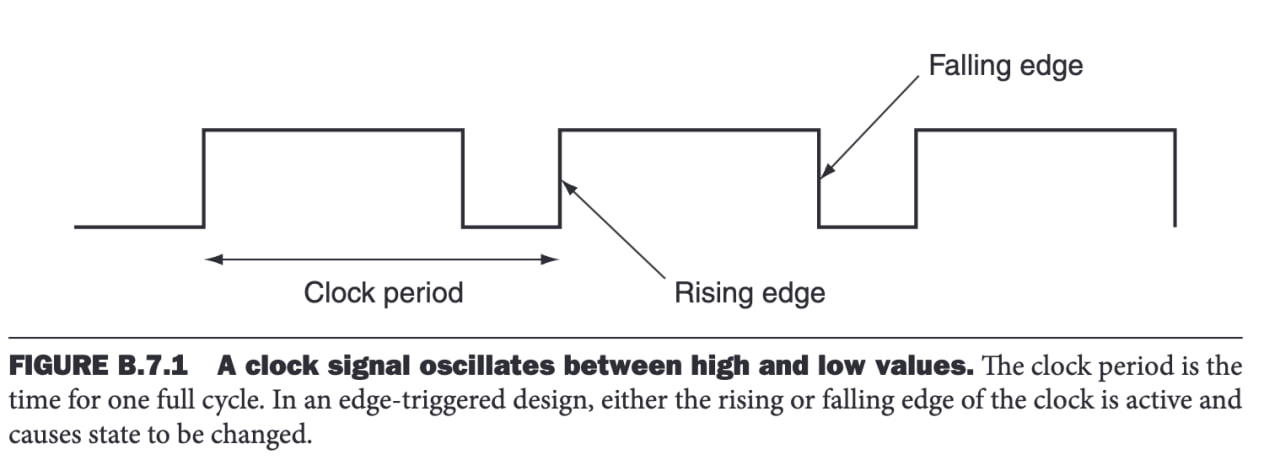 Falling edge
Clock period
Rising edge
FIGURE B.7.1 A clock signal oscillates between high and low values. The clock period is the
time for one full cycle. In an edge-triggered design, either the rising or falling edge of the clock is active and
causes state to be changed.